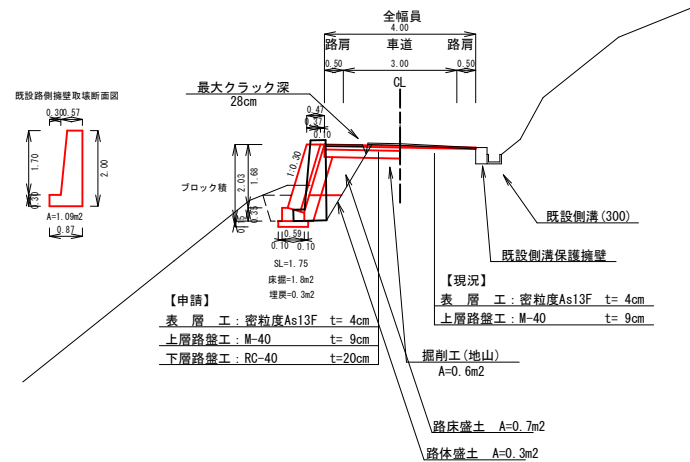 全幅員
4.00
路肩 車道 路肩
0.50 3.00 0.50
CL
最大クラック深
28cm
既設路側擁壁取壊断面図
0.30 0.57
1.70
0.30
2.00
A=1.09m2
0.87
0.47
0.37
0.10
1:0.30
ブロック積
2.03
1.68
0.35
0.59
0.10 0.10
SL=1.75
床掘=1.8m2
埋戻=0.3m2
既設側溝(300)
既設側溝保護擁壁
【現況】
表 層 工:密粒度As13F t= 4cm
上層路盤工:M-40 t= 9cm
【申請】
表 層 工:密粒度As13F t= 4cm
上層路盤工:M-40 t= 9cm
下層路盤工:RC-40 t=20cm
掘削工(地山)
A=0.6m2
路床盛土 A=0.7m2
路体盛土 A=0.3m2